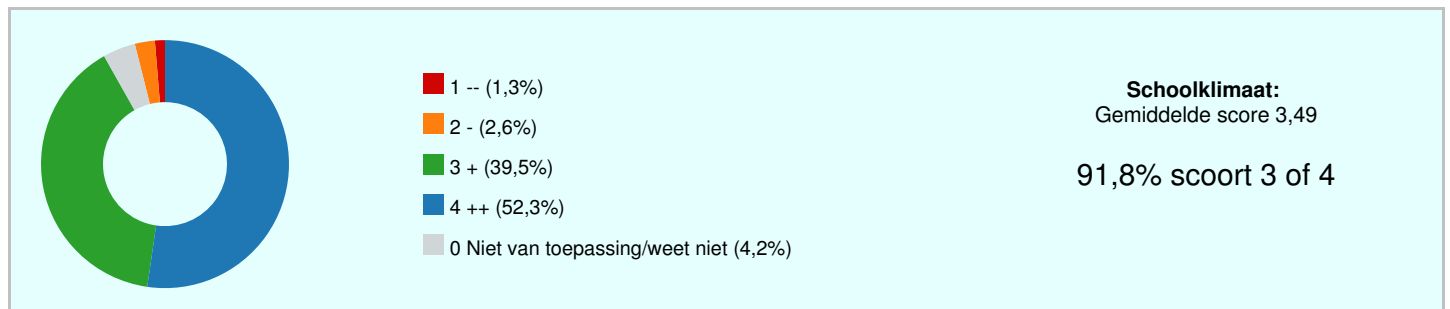 1 -- (1,3%)
2 - (2,6%)
3 + (39,5%)
4 ++ (52,3%)
0 Niet van toepassing/weet niet (4,2%)
Schoolklimaat:
Gemiddelde score 3,49
91,8% scoort 3 of 4